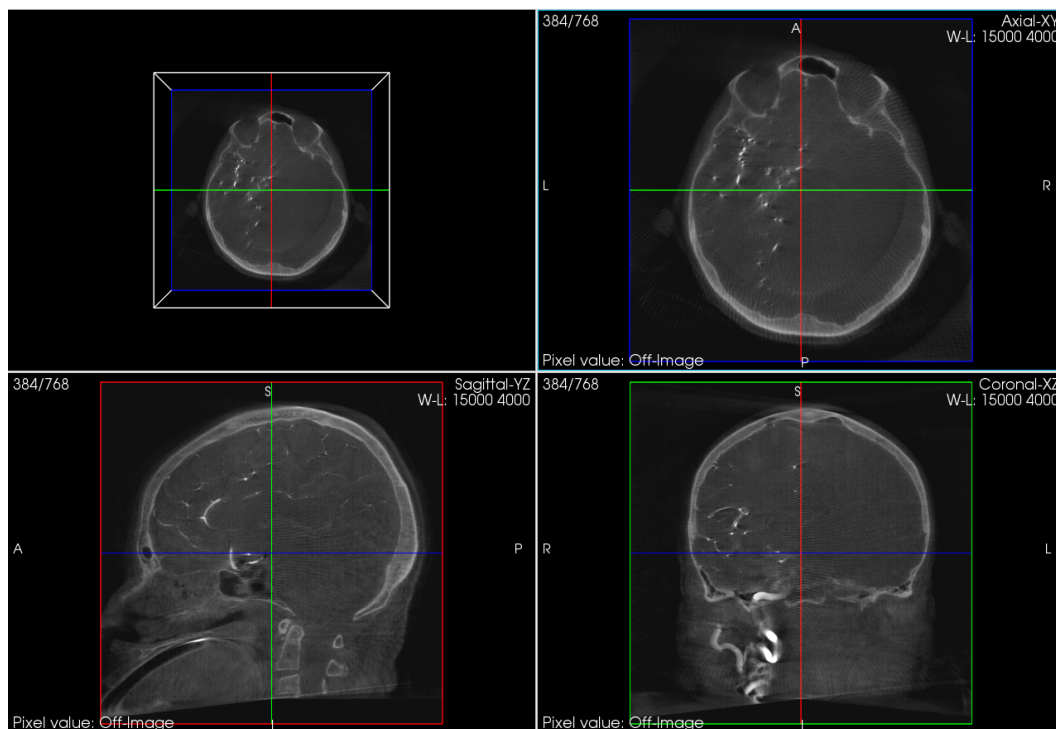 384/768
Axial-XY
W-L: 15000 4000
A
L
R
Pixel value: Off-Image
P
384/768
Sagittal-YZ
W-L: 15000 4000
S
A
P
Pixel value: Off-Image
I
384/768
Coronal-XZ
W-L: 15000 4000
S
R
L
Pixel value: Off-Image
I